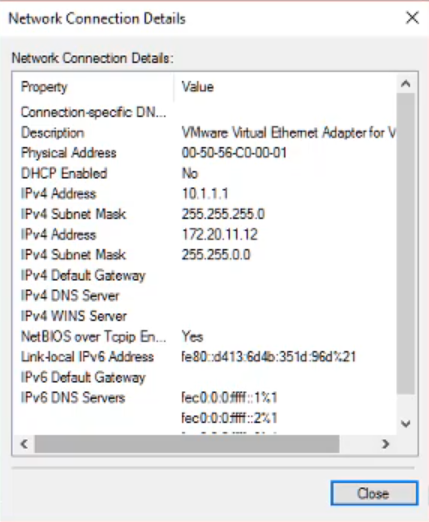 Network Connection Details
Network Connection Details:
Property Value
Connection-specific DN...
Description VMware Virtual Ethernet Adapter for V
Physical Address 00-50-56-C0-00-01
DHCP Enabled No
IPv4 Address 10.1.1.1
IPv4 Subnet Mask 255.255.255.0
IPv4 Address 172.20.11.12
IPv4 Subnet Mask 255.255.0.0
IPv4 Default Gateway
IPv4 DNS Server
IPv4 WINS Server
NetBIOS over Tcpip En... Yes
Link-local IPv6 Address fe80::d413:6d4b:351d:96d%21
IPv6 Default Gateway
IPv6 DNS Servers fec0:0:0:ffff::1%1
fec0:0:0:ffff::2%1
Close